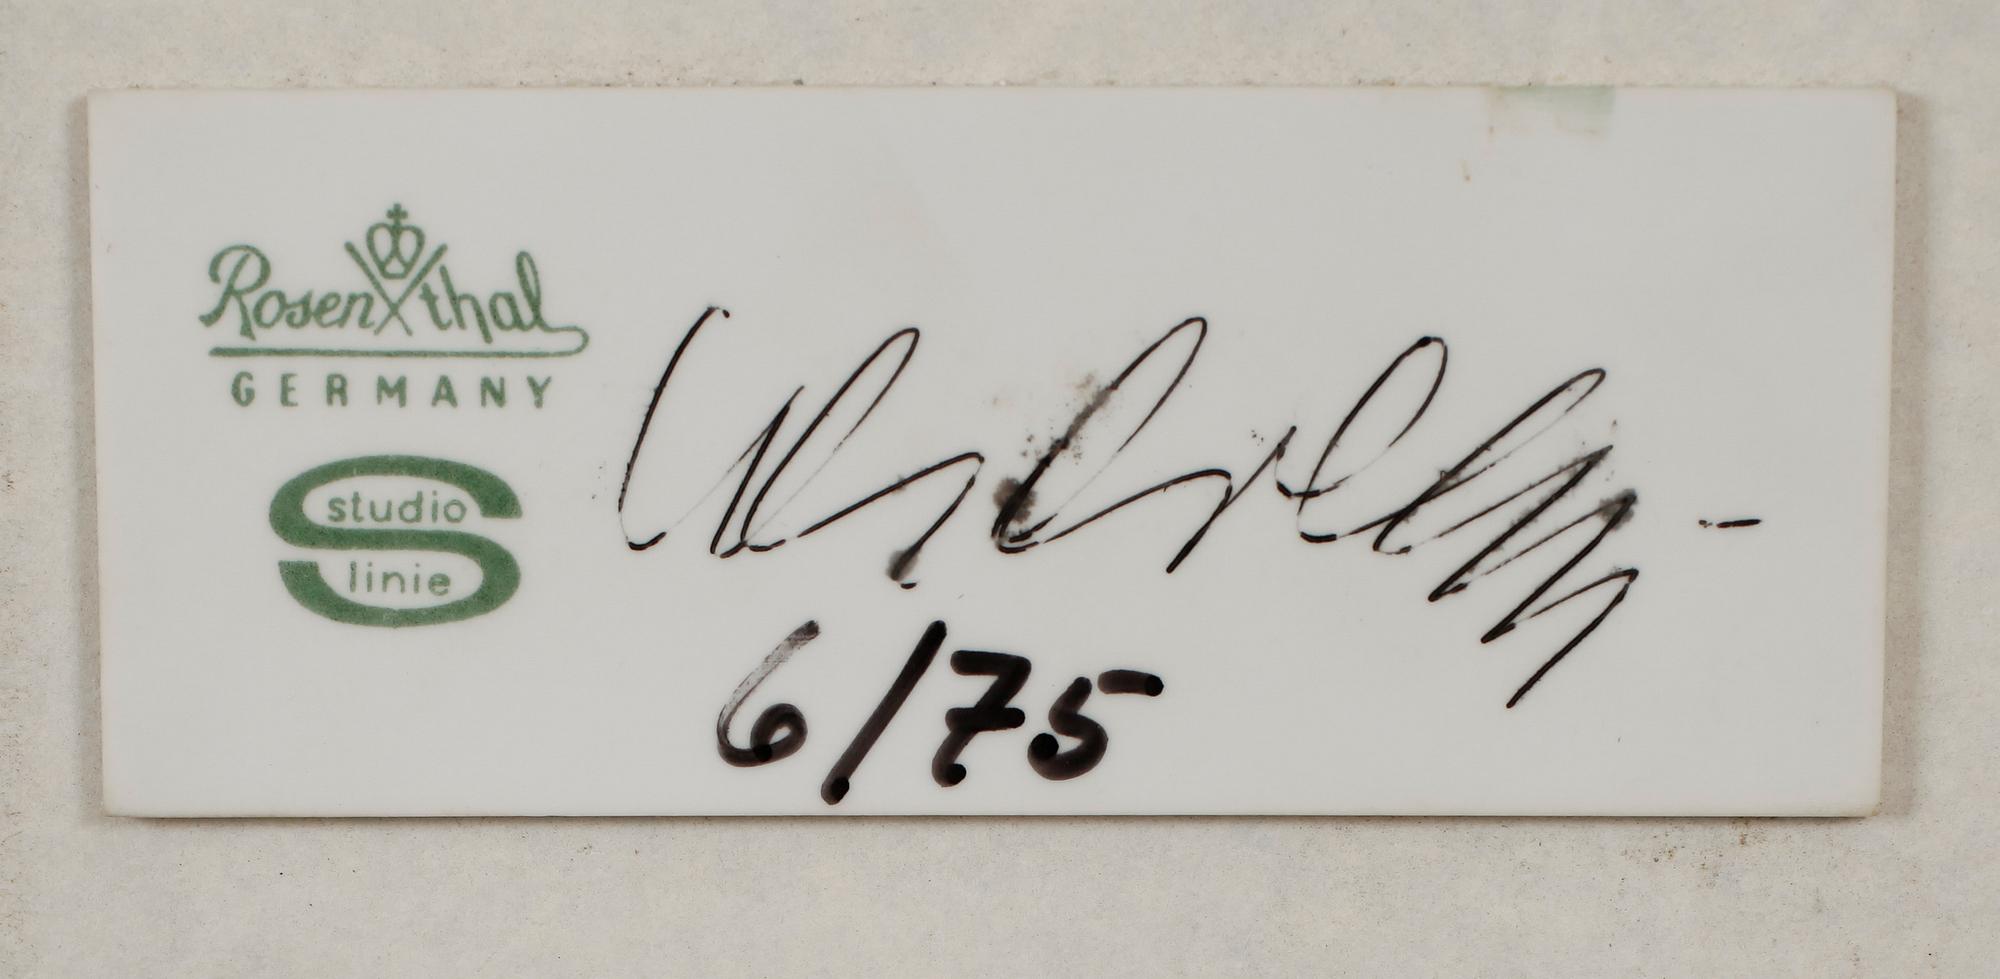 Rosenthal
GERMANY
studio
linie
6/75